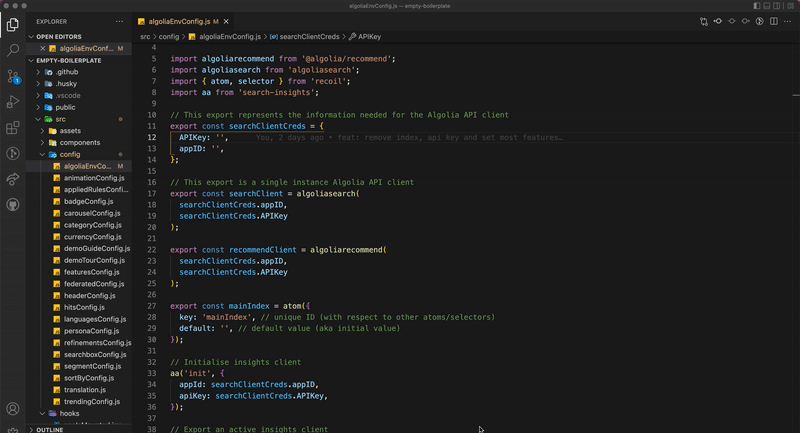 algoliaEnvConfig.js — empty-boilerplate
EXPLORER
OPEN EDITORS
algoliaEnvConf... M
EMPTY-BOILERPLATE
.github
.husky
.vscode
public
src
assets
components
config
algoliaEnvCo... M
animationConfig.js
appliedRulesConfi...
badgeConfig.js
carouselConfig.js
categoryConfig.js
currencyConfig.js
demoGuideConfig.js
demoTourConfig.js
featuresConfig.js
federatedConfig.js
headerConfig.js
hitsConfig.js
languagesConfig.js
personaConfig.js
refinementsConfig.js
searchboxConfig.js
segmentConfig.js
sortByConfig.js
translation.js
trendingConfig.js
hooks
OUTLINE
1
algoliaEnvConfig.js M
src > config > algoliaEnvConfig.js > searchClientCreds > APIKey
4
5 import algoliarecommend from '@algolia/recommend';
6 import algoliasearch from 'algoliasearch';
7 import { atom, selector } from 'recoil';
8 import aa from 'search-insights';
9
10 // This export represents the information needed for the Algolia API client
11 export const searchClientCreds = {
12 APIKey: '', You, 2 days ago • feat: remove index, api key and set most features…
13 appID: '',
14 };
15
16 // This export is a single instance Algolia API client
17 export const searchClient = algoliasearch(
18 searchClientCreds.appID,
19 searchClientCreds.APIKey
20 );
21
22 export const recommendClient = algoliarecommend(
23 searchClientCreds.appID,
24 searchClientCreds.APIKey
25 );
26
27 export const mainIndex = atom({
28 key: 'mainIndex', // unique ID (with respect to other atoms/selectors)
29 default: '', // default value (aka initial value)
30 });
31
32 // Initialise insights client
33 aa('init', {
34 appId: searchClientCreds.appID,
35 apiKey: searchClientCreds.APIKey,
36 });
37
38 // Export an active insights client